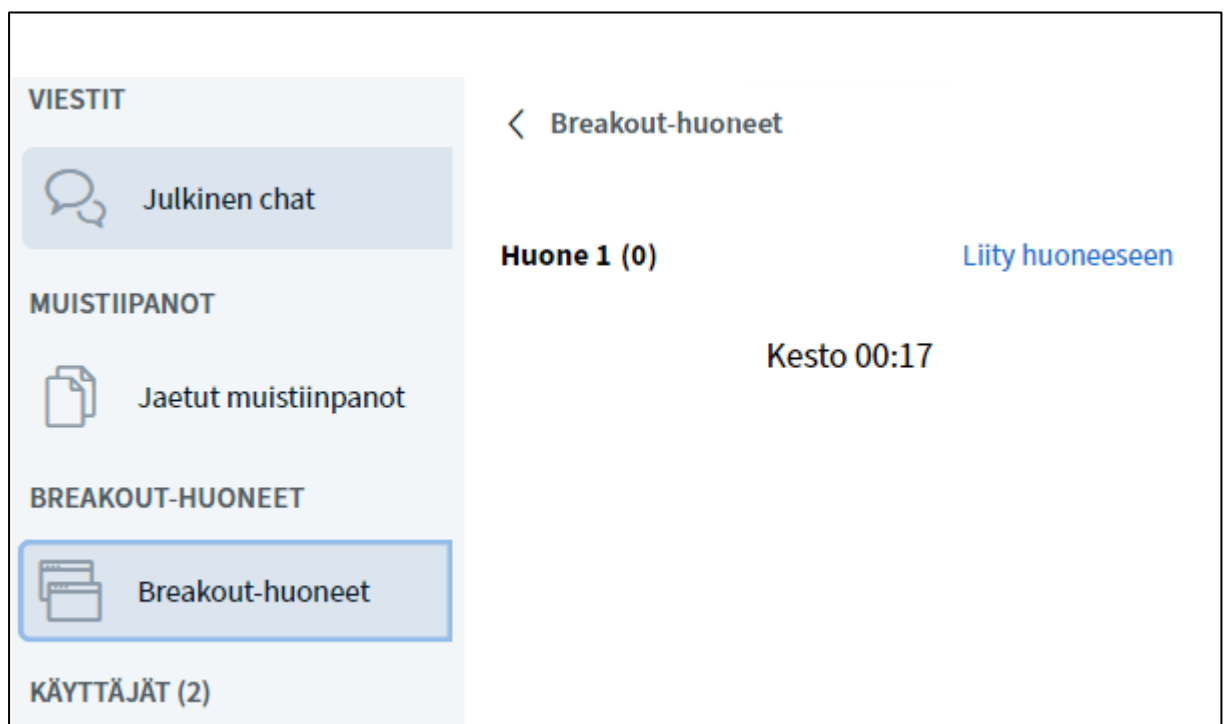 VIESTIT
Julkinen chat
MUISTIIPANOT
Jaetut muistiinpanot
BREAKOUT-HUONEET
Breakout-huoneet
KÄYTTÄJÄT (2)
Breakout-huoneet
Huone 1 (0) Liity huoneeseen
Kesto 00:17